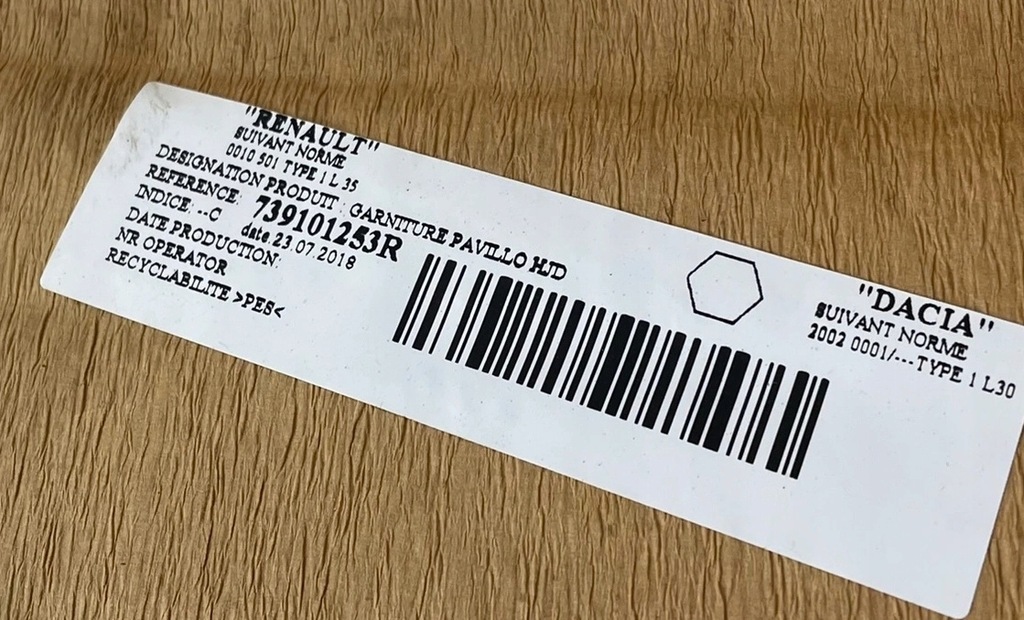 "RENAULT"
SUIVANT NORME
0010 501 TYPE 1 L 35
DESIGNATION PRODUIT: GARNITURE PAVILLO HJD
REFERENCE: 739101253R
INDICE: --C
DATE PRODUCTION: date 23.07.2018
NR OPERATOR
RECYCLABILITE >PES<
"DACIA"
SUIVANT NORME
2002 0001/---TYPE 1 L30